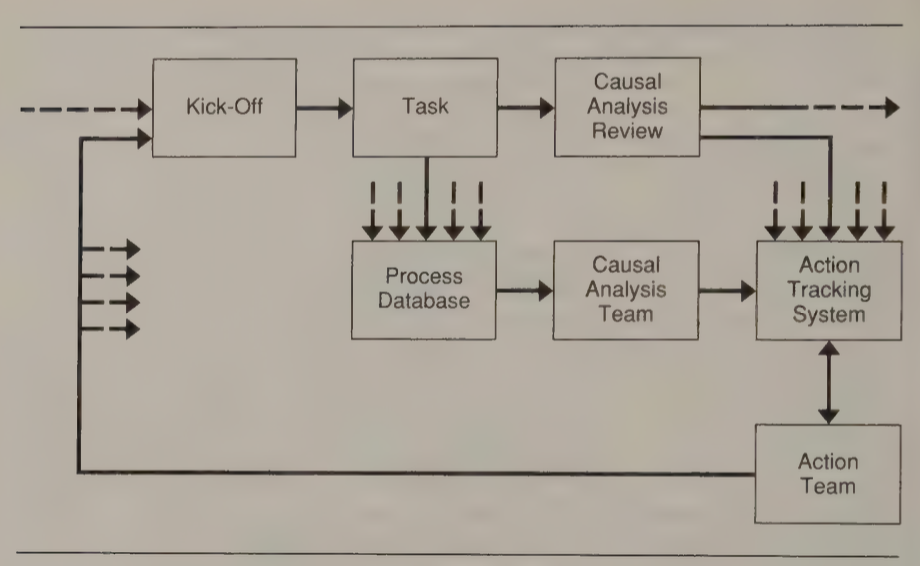 Kick-Off
Task
Causal
Analysis
Review
Process
Database
Causal
Analysis
Team
Action
Tracking
System
Action
Team